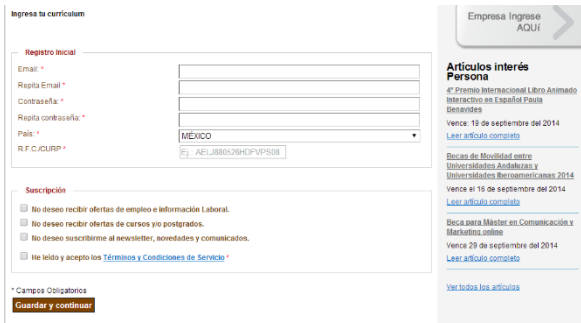 Ingresa tu currículum
Registro Inicial
Email: *
Repita Email *
Contraseña: *
Repita contraseña: *
País: *
MÉXICO
R.F.C./CURP *
Ej.: AELJ880526HDFVPS08
Suscripción
No deseo recibir ofertas de empleo e información Laboral.
No deseo recibir ofertas de cursos y/o postgrados.
No deseo suscribirme al newsletter, novedades y comunicados.
He leído y acepto los Términos y Condiciones de Servicio *
* Campos Obligatorios
Guardar y continuar
Empresa Ingrese
AQUÍ
Artículos interés
Persona
4º Premio Internacional Libro Animado
Interactivo en Español Paula
Benavides
Vence: 19 de septiembre del 2014
Leer artículo completo
Becas de Movilidad entre
Universidades Andaluzas y
Universidades Iberoamericanas 2014
Vence el 16 de septiembre del 2014
Leer artículo completo
Beca para Máster en Comunicación y
Marketing online
Vence 29 de septiembre del 2014
Leer artículo completo
Ver todos los artículos